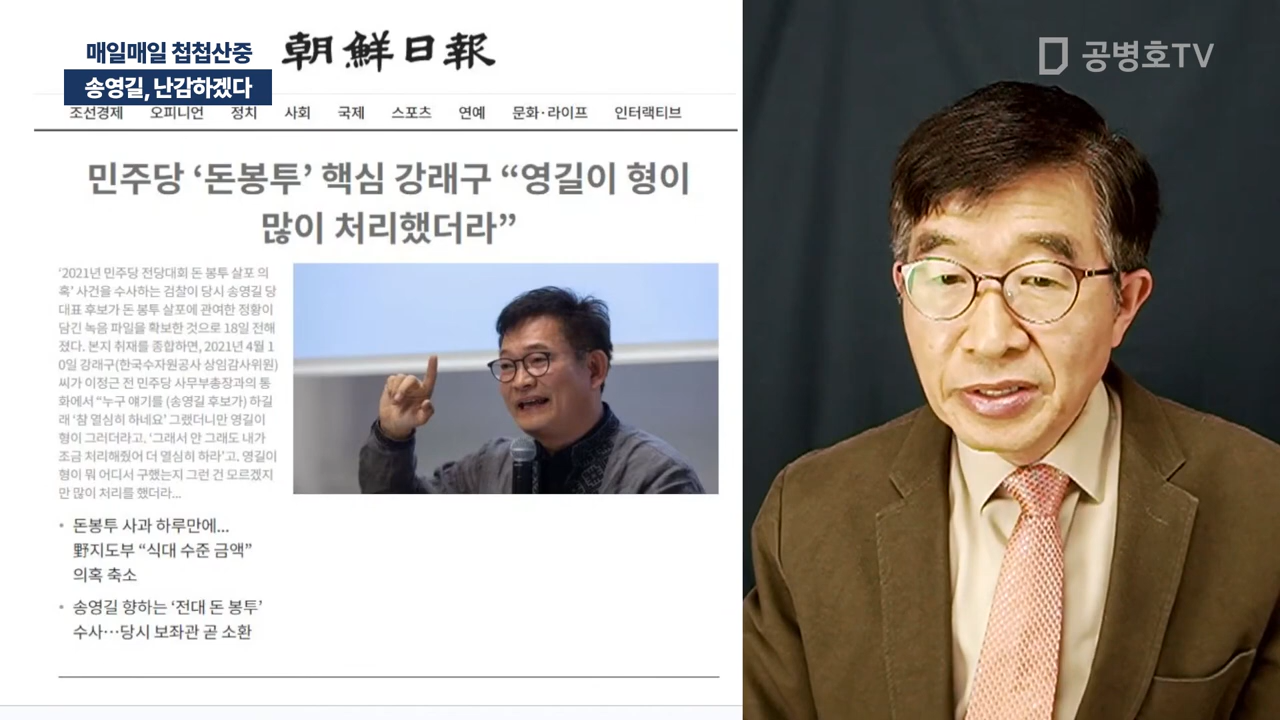 매일매일 첩첩산중
송영길, 난감하겠다
朝鮮日報
공병호TV
조선경제 오피니언 정치 사회 국제 스포츠 연예 문화·라이프 인터랙티브
민주당 ‘돈봉투’ 핵심 강래구 “영길이 형이
많이 처리했더라”
‘2021년 민주당 전당대회 돈 봉투 살포 의
혹’ 사건을 수사하는 검찰이 당시 송영길 당
대표 후보가 돈 봉투 살포에 관여한 정황이
담긴 녹음 파일을 확보한 것으로 18일 전해
졌다. 본지 취재를 종합하면, 2021년 4월 1
0일 강래구(한국수자원공사 상임감사위원)
씨가 이정근 전 민주당 사무부총장과의 통
화에서 “누구 얘기를 (송영길 후보가) 하길
래 ‘참 열심히 하네요’ 그랬더니만 영길이
형이 그러더라고. ‘그래서 안 그래도 내가
조금 처리해줬어 더 열심히 하라’고. 영길이
형이 뭐 어디서 구했는지 그런 건 모르겠지
만 많이 처리를 했더라...
• 돈봉투 사과 하루만에...
野지도부 “식대 수준 금액”
의혹 축소
• 송영길 향하는 ‘전대 돈 봉투’
수사…당시 보좌관 곧 소환